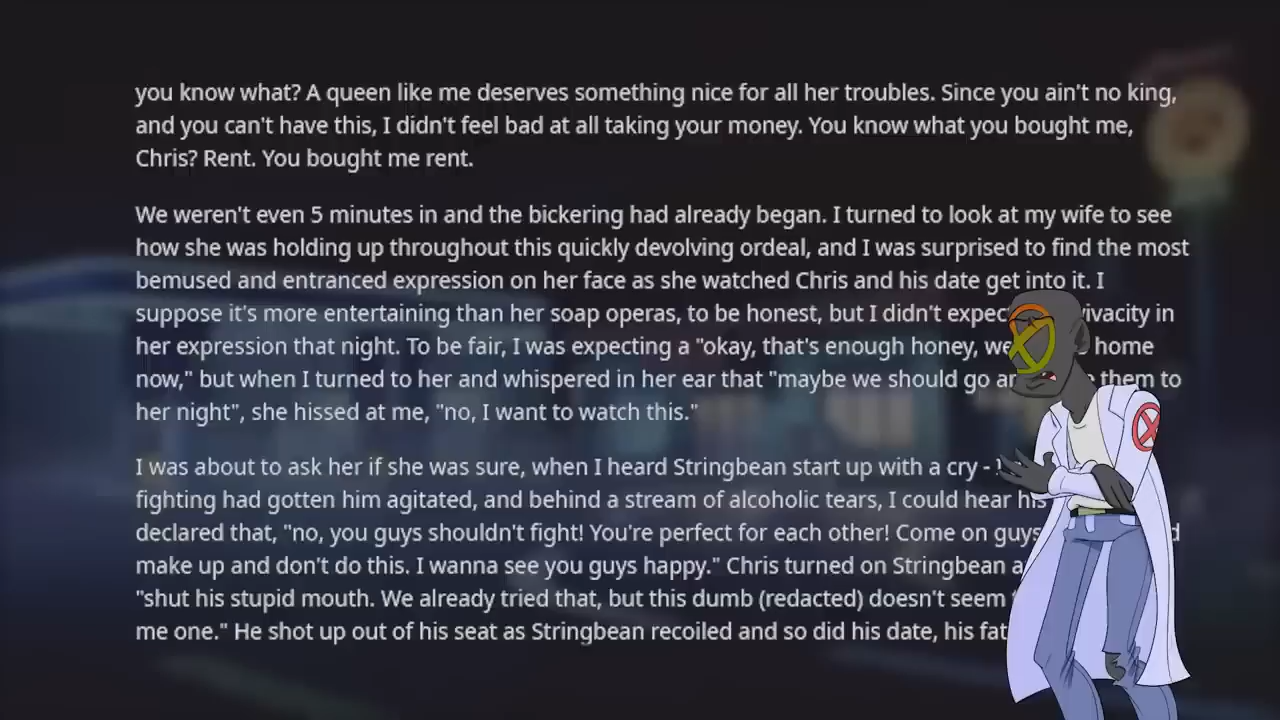 you know what? A queen like me deserves something nice for all her troubles. Since you ain't no king,
and you can't have this, I didn't feel bad at all taking your money. You know what you bought me,
Chris? Rent. You bought me rent.
We weren't even 5 minutes in and the bickering had already began. I turned to look at my wife to see
how she was holding up throughout this quickly devolving ordeal, and I was surprised to find the most
bemused and entranced expression on her face as she watched Chris and his date get into it. I
suppose it's more entertaining than her soap operas, to be honest, but I didn't vivacity in
her expression that night. To be fair, I was expecting a "okay, that's enough honey, home
now," but when I turned to her and whispered in her ear that "maybe we should go them to
her night", she hissed at me, "no, I want to watch this."
I was about to ask her if she was sure, when I heard Stringbean start up with a cry -
fighting had gotten him agitated, and behind a stream of alcoholic tears, I could hear his
declared that, "no, you guys shouldn't fight! You're perfect for each other! Come on guys
make up and don't do this. I wanna see you guys happy." Chris turned on Stringbean
"shut his stupid mouth. We already tried that, but this dumb (redacted) doesn't seem
me one." He shot up out of his seat as Stringbean recoiled and so did his date, his